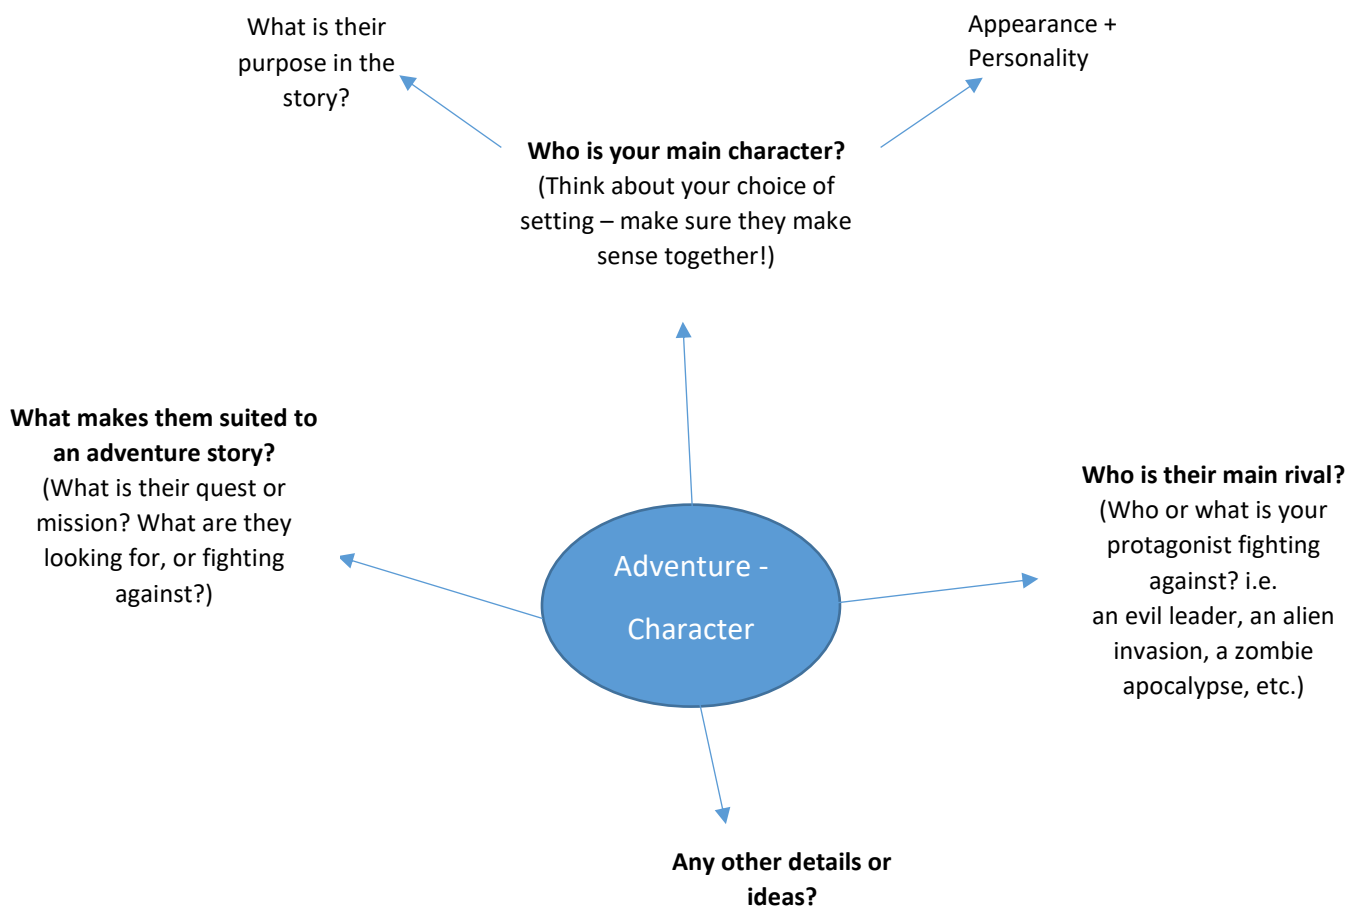 What is their
purpose in the
story?
Appearance +
Personality
Who is your main character?
(Think about your choice of
setting – make sure they make
sense together!)
What makes them suited to
an adventure story?
(What is their quest or
mission? What are they
looking for, or fighting
against?)
Adventure -
Character
Who is their main rival?
(Who or what is your
protagonist fighting
against? i.e.
an evil leader, an alien
invasion, a zombie
apocalypse, etc.)
Any other details or
ideas?